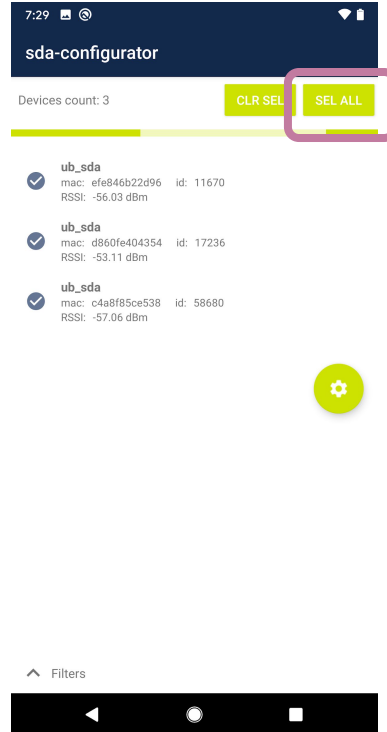 7:29
sda-configurator
Devices count: 3
CLR SEL
SEL ALL
ub_sda
mac: efe846b22d96 id: 11670
RSSI: -56.03 dBm
ub_sda
mac: d860fe404354 id: 17236
RSSI: -53.11 dBm
ub_sda
mac: c4a8f85ce538 id: 58680
RSSI: -57.06 dBm
Filters